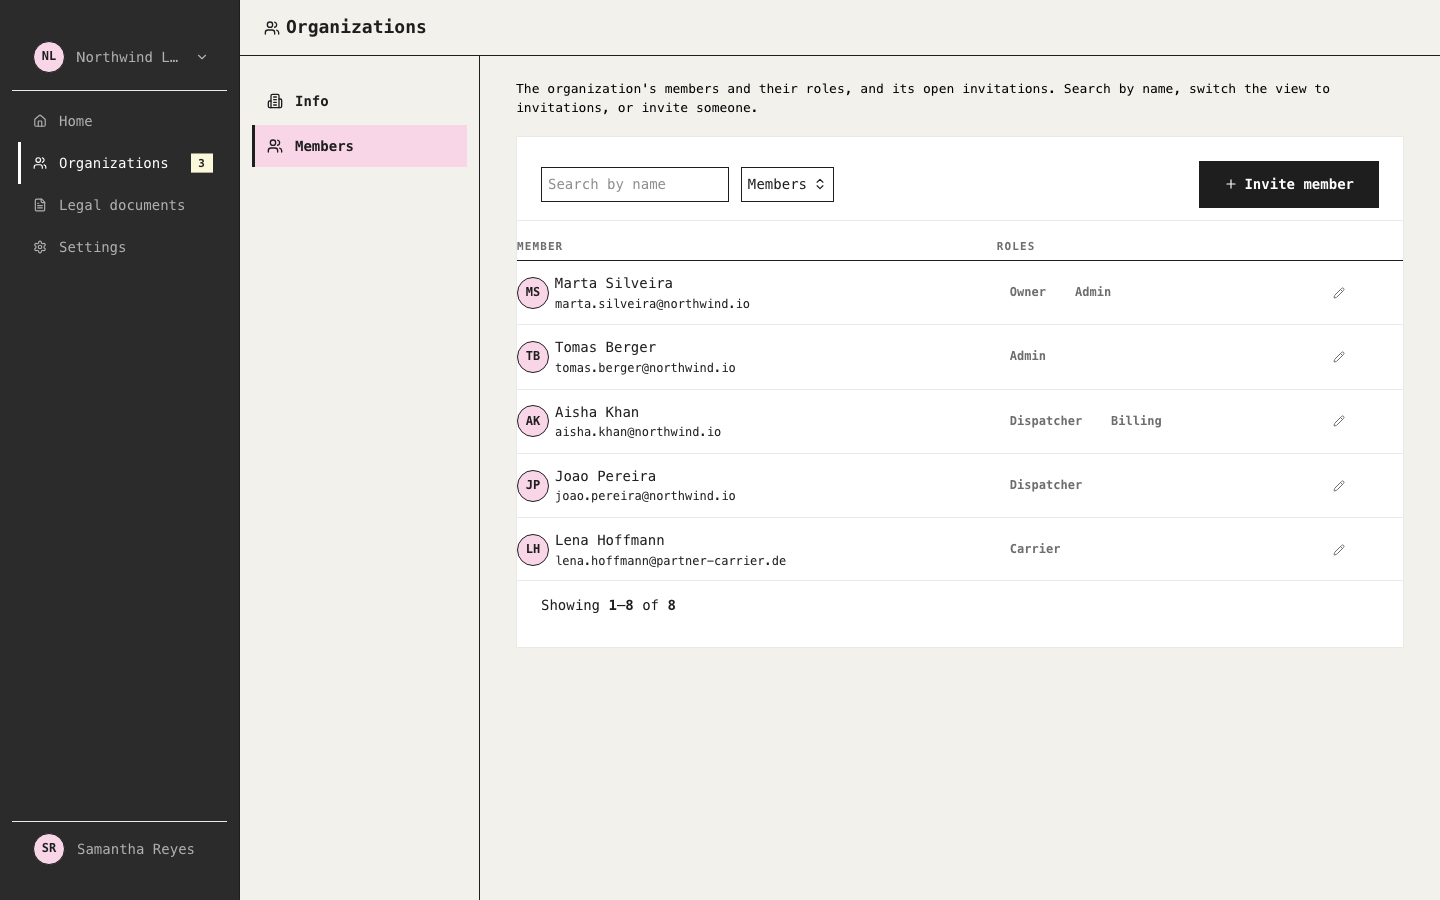 NL Northwind L…
Home
Organizations 3
Legal documents
Settings
SR Samantha Reyes
Organizations
Info
Members
The organization's members and their roles, and its open invitations. Search by name, switch the view to
invitations, or invite someone.
Search by name
Members
+ Invite member
MEMBER ROLES
MS Marta Silveira
marta.silveira@northwind.io
Owner Admin
TB Tomas Berger
tomas.berger@northwind.io
Admin
AK Aisha Khan
aisha.khan@northwind.io
Dispatcher Billing
JP Joao Pereira
joao.pereira@northwind.io
Dispatcher
LH Lena Hoffmann
lena.hoffmann@partner-carrier.de
Carrier
Showing 1–8 of 8